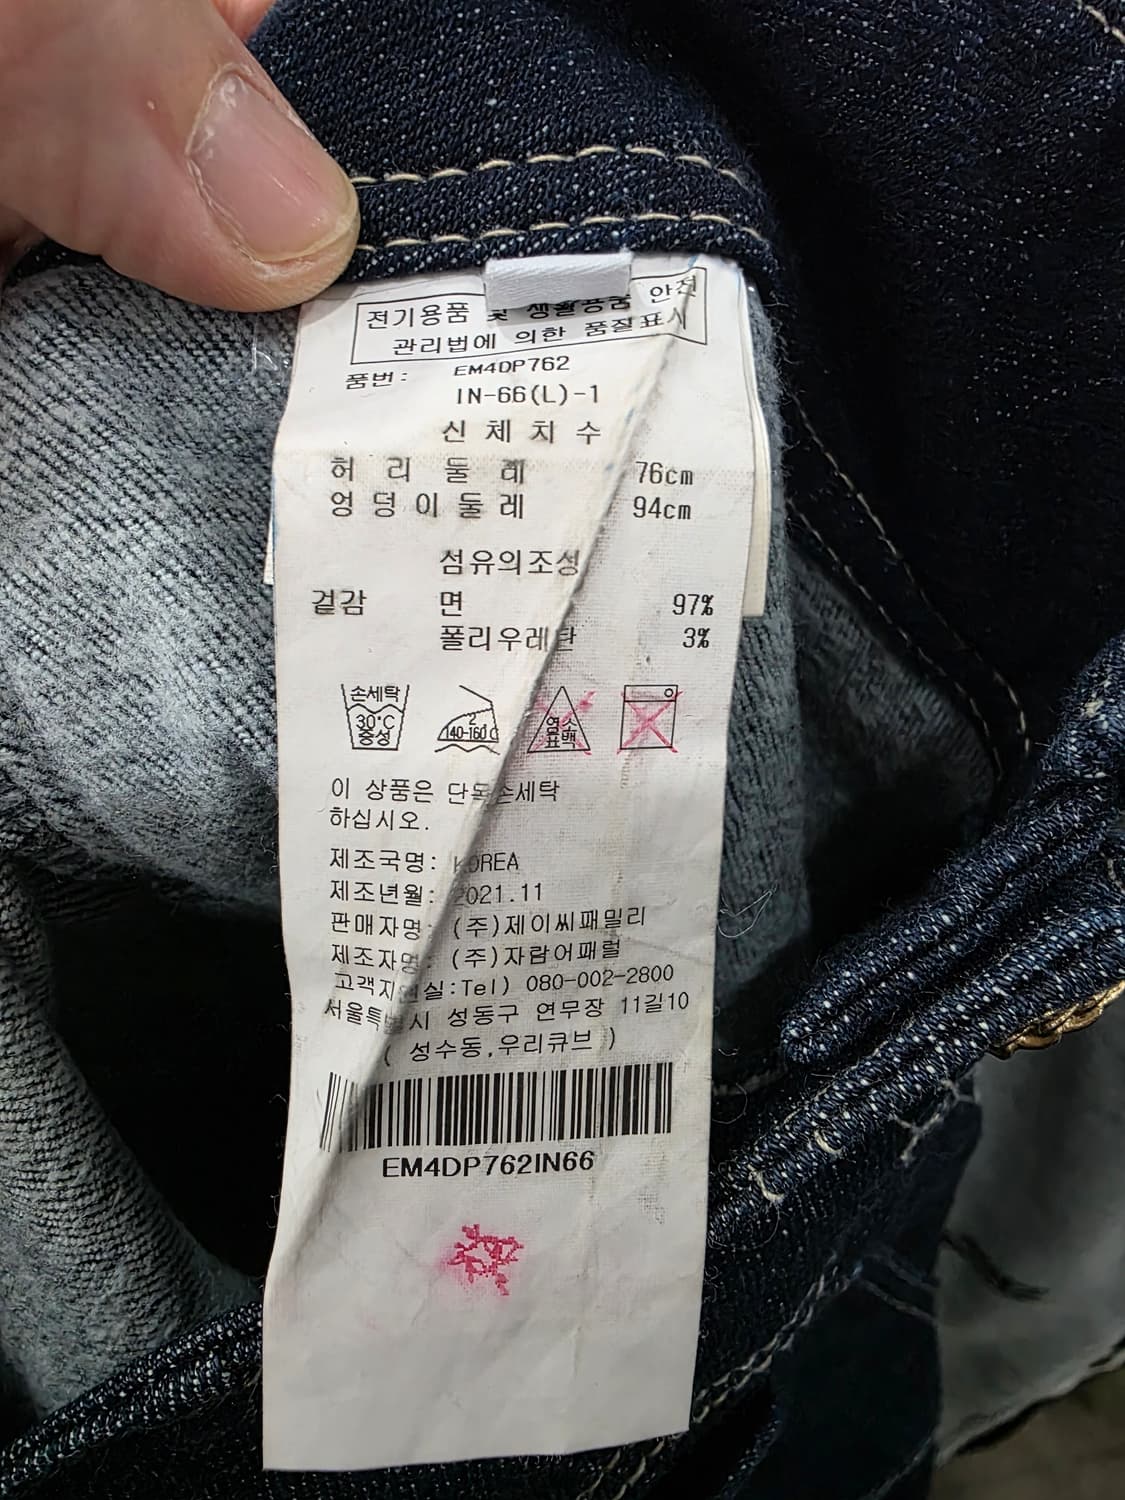 전기용품 및 생활용품 안전
관리법에 의한 품질표시
품번: EM4DP762
IN-66(L)-1
신체치수
허리둘레 76cm
엉덩이둘레 94cm
섬유의조성
겉감 면 97%
폴리우레탄 3%
손세탁 30°C 중성
2 140-160
염소 표백
이 상품은 단독손세탁
하십시오.
제조국명: KOREA
제조년월: 2021.11
판매자명: (주)제이씨패밀리
제조자명: (주)자람어패럴
고객지원실:Tel) 080-002-2800
서울특별시 성동구 연무장 11길10
( 성수동,우리큐브 )
EM4DP762IN66